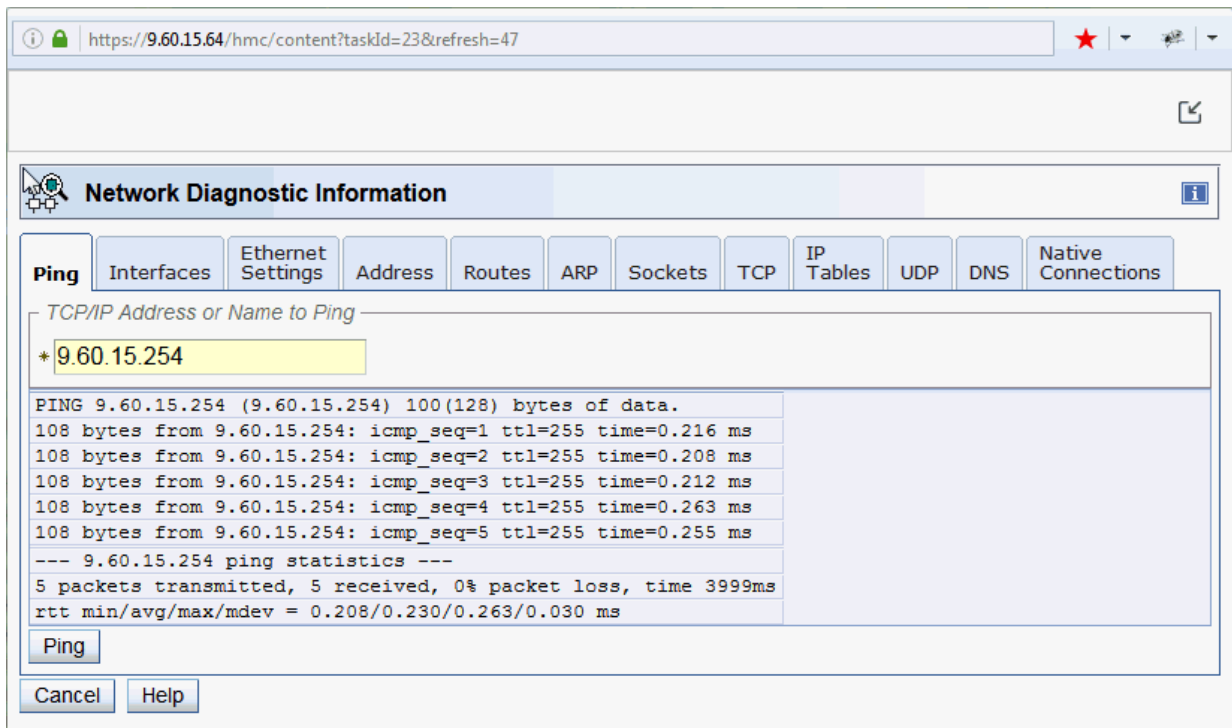 https://9.60.15.64/hmc/content?taskId=23&refresh=47
Network Diagnostic Information
Ping
Interfaces
Ethernet
Settings
Address
Routes
ARP
Sockets
TCP
IP
Tables
UDP
DNS
Native
Connections
TCP/IP Address or Name to Ping
* 9.60.15.254
PING 9.60.15.254 (9.60.15.254) 100(128) bytes of data.
108 bytes from 9.60.15.254: icmp_seq=1 ttl=255 time=0.216 ms
108 bytes from 9.60.15.254: icmp_seq=2 ttl=255 time=0.208 ms
108 bytes from 9.60.15.254: icmp_seq=3 ttl=255 time=0.212 ms
108 bytes from 9.60.15.254: icmp_seq=4 ttl=255 time=0.263 ms
108 bytes from 9.60.15.254: icmp_seq=5 ttl=255 time=0.255 ms
--- 9.60.15.254 ping statistics ---
5 packets transmitted, 5 received, 0% packet loss, time 3999ms
rtt min/avg/max/mdev = 0.208/0.230/0.263/0.030 ms
Ping
Cancel
Help